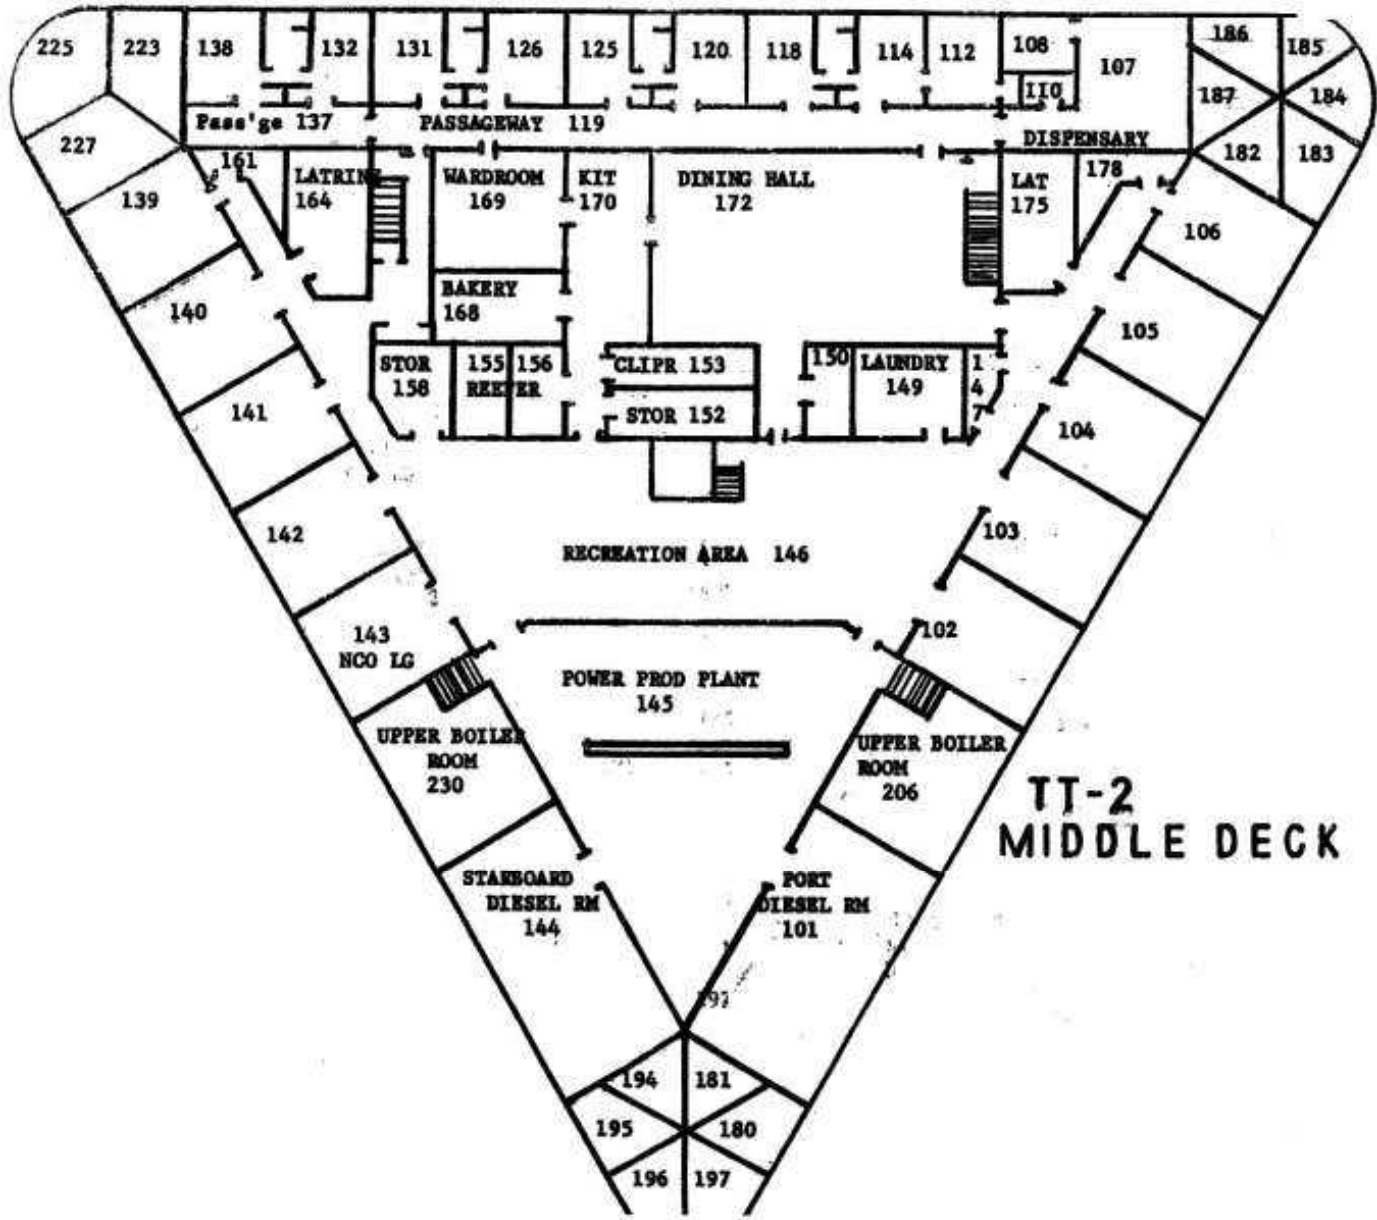 225 223 138 132 131 126 125 120 118 114 112 108 107 186 185
110 187 184
Pass'ge 137 PASSAGEWAY 119
DISPENSARY
227 182 183
161 LATRINE WARDROOM KIT DINING HALL LAT 178
139 164 169 170 172 175
106
BAKERY
140 168 105
STOR 155 156 CLIPR 153 150 LAUNDRY 1
158 REEFER 149 4
141 STOR 152 7 104
142 103
RECREATION AREA 146
143 102
NCO LG
POWER PROD PLANT
145
UPPER BOILER
ROOM
230
UPPER BOILER
ROOM
206
TT-2
MIDDLE DECK
STARBOARD
DIESEL RM
144
PORT
DIESEL RM
101
194 181
195 180
196 197